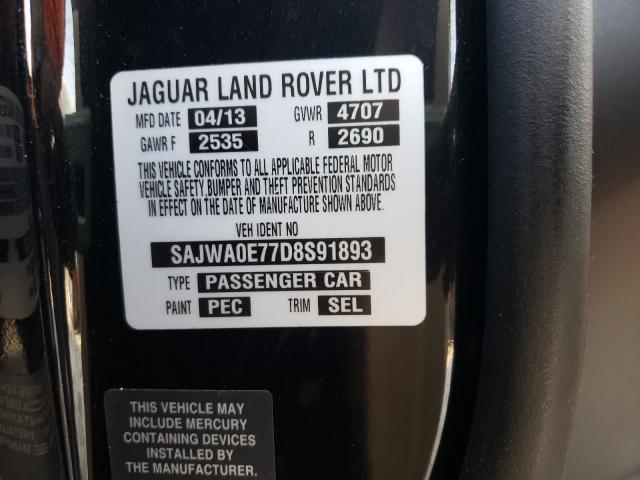 JAGUAR LAND ROVER LTD
MFD DATE 04/13 GVWR 4707
GAWR F 2535 R 2690
THIS VEHICLE CONFORMS TO ALL APPLICABLE FEDERAL MOTOR
VEHICLE SAFETY, BUMPER AND THEFT PREVENTION STANDARDS
IN EFFECT ON THE DATE OF MANUFACTURE SHOWN ABOVE.
VEH IDENT NO
SAJWA0E77D8S91893
TYPE PASSENGER CAR
PAINT PEC TRIM SEL
THIS VEHICLE MAY
INCLUDE MERCURY
CONTAINING DEVICES
INSTALLED BY
THE MANUFACTURER.